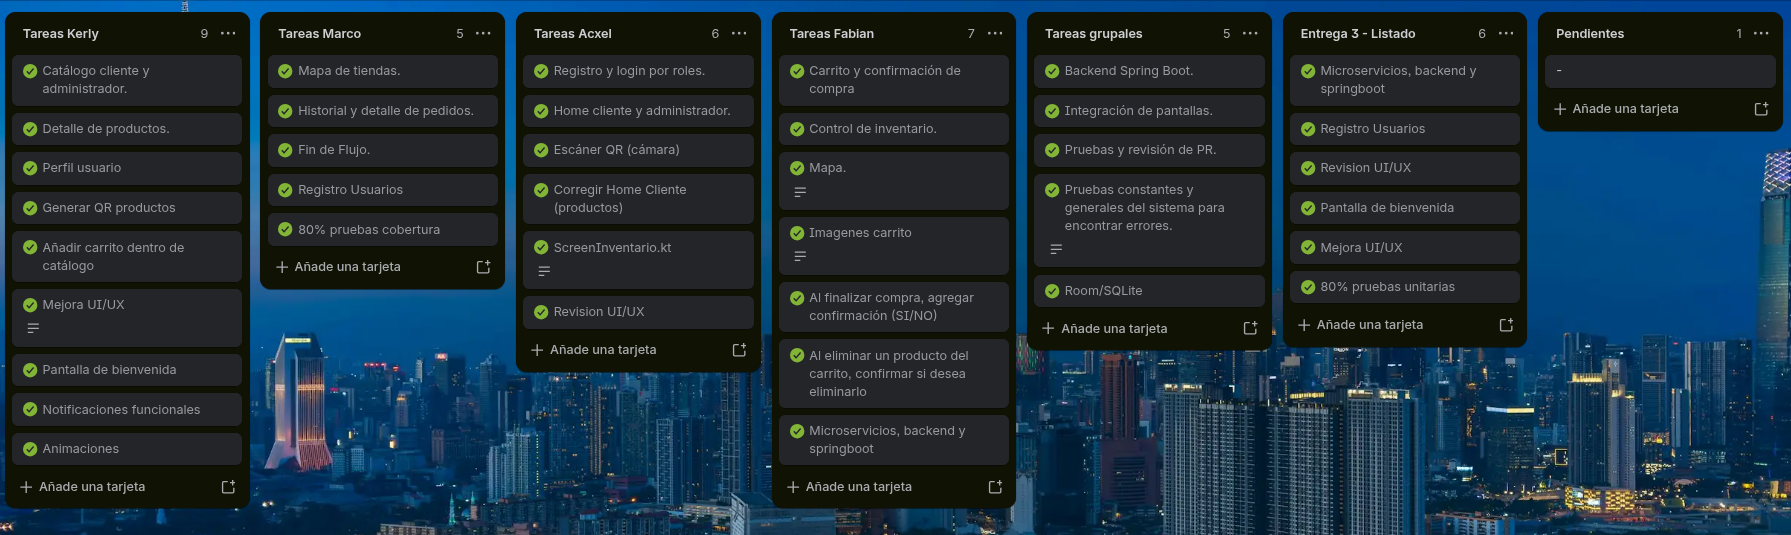 Tareas Kerly 9
Catálogo cliente y
administrador.
Detalle de productos.
Perfil usuario
Generar QR productos
Añadir carrito dentro de
catálogo
Mejora UI/UX
Pantalla de bienvenida
Notificaciones funcionales
Animaciones
Añade una tarjeta
Tareas Marco 5
Mapa de tiendas.
Historial y detalle de pedidos.
Fin de Flujo.
Registro Usuarios
80% pruebas cobertura
Añade una tarjeta
Tareas Acxel 6
Registro y login por roles.
Home cliente y administrador.
Escáner QR (cámara)
Corregir Home Cliente
(productos)
ScreenInventario.kt
Revision UI/UX
Añade una tarjeta
Tareas Fabian 7
Carrito y confirmación de
compra
Control de inventario.
Mapa.
Imagenes carrito
Al finalizar compra, agregar
confirmación (SI/NO)
Al eliminar un producto del
carrito, confirmar si desea
eliminarlo
Microservicios, backend y
springboot
Añade una tarjeta
Tareas grupales 5
Backend Spring Boot.
Integración de pantallas.
Pruebas y revisión de PR.
Pruebas constantes y
generales del sistema para
encontrar errores.
Room/SQLite
Añade una tarjeta
Entrega 3 - Listado 6
Microservicios, backend y
springboot
Registro Usuarios
Revision UI/UX
Pantalla de bienvenida
Mejora UI/UX
80% pruebas unitarias
Añade una tarjeta
Pendientes 1
-
Añade una tarjeta